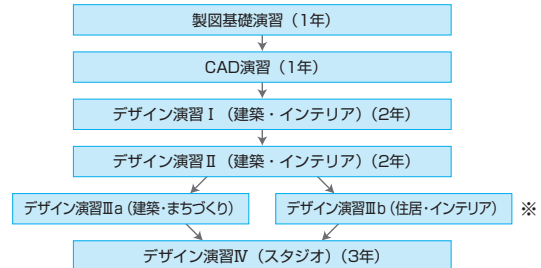 製図基礎演習（1年）
CAD演習（1年）
デザイン演習Ⅰ（建築・インテリア）（2年）
デザイン演習Ⅱ（建築・インテリア）（2年）
デザイン演習Ⅲa（建築・まちづくり） デザイン演習Ⅲb（住居・インテリア） ※
デザイン演習Ⅳ（スタジオ）（3年）